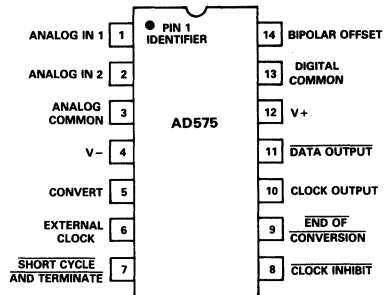 ANALOG IN 1 1
ANALOG IN 2 2
ANALOG
COMMON 3
V– 4
CONVERT 5
EXTERNAL
CLOCK 6
SHORT CYCLE
AND TERMINATE 7
PIN 1
IDENTIFIER
AD575
14 BIPOLAR OFFSET
13 DIGITAL
COMMON
12 V+
11 DATA OUTPUT
10 CLOCK OUTPUT
9 END OF
CONVERSION
8 CLOCK INHIBIT